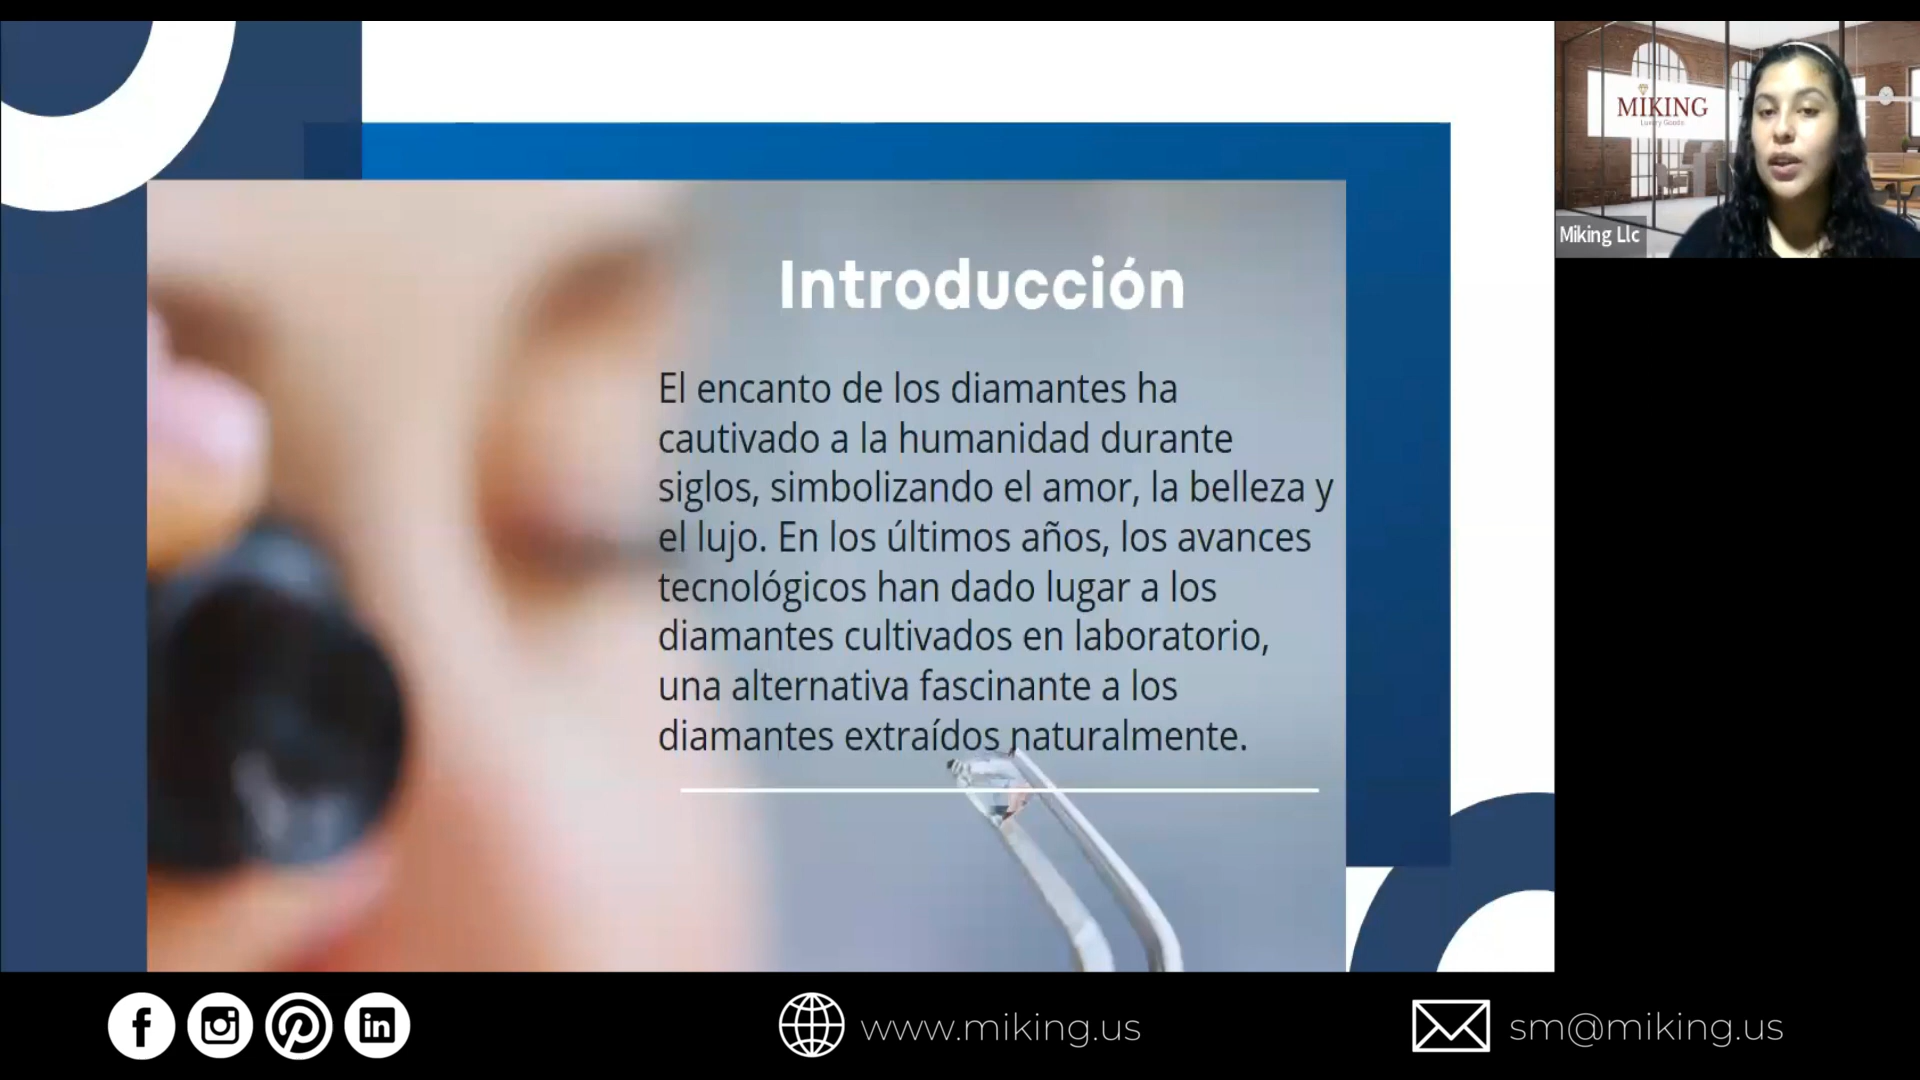 MIKING
Luxury Goods
Miking Llc
Introducción
El encanto de los diamantes ha
cautivado a la humanidad durante
siglos, simbolizando el amor, la belleza y
el lujo. En los últimos años, los avances
tecnológicos han dado lugar a los
diamantes cultivados en laboratorio,
una alternativa fascinante a los
diamantes extraídos naturalmente.
www.miking.us
sm@miking.us